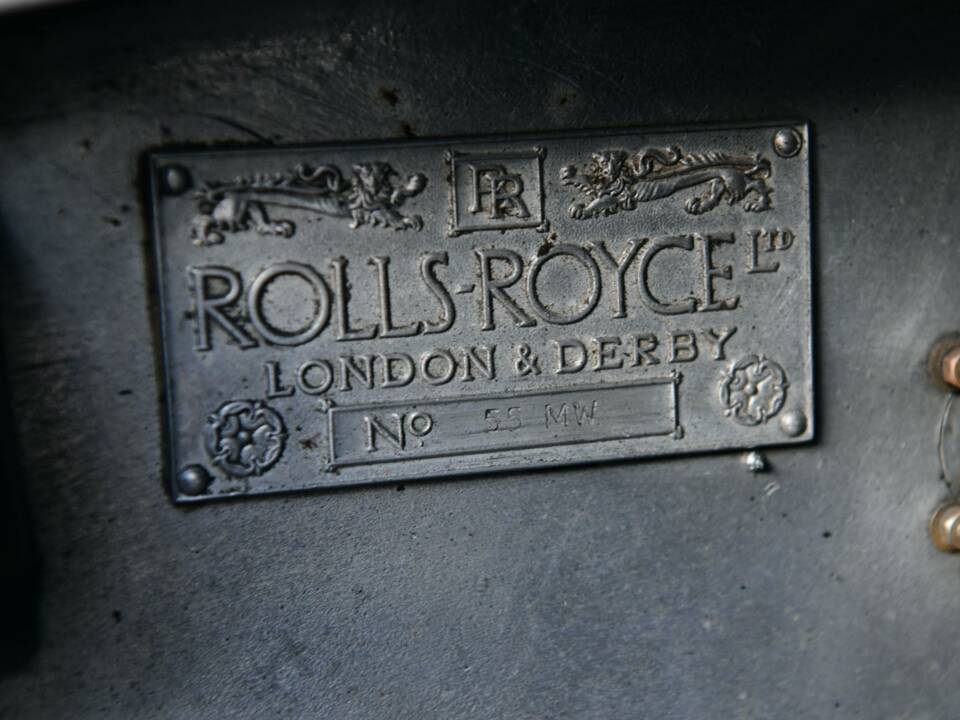 RR
ROLLS-ROYCE LTD
LONDON & DERBY
No 55 MW